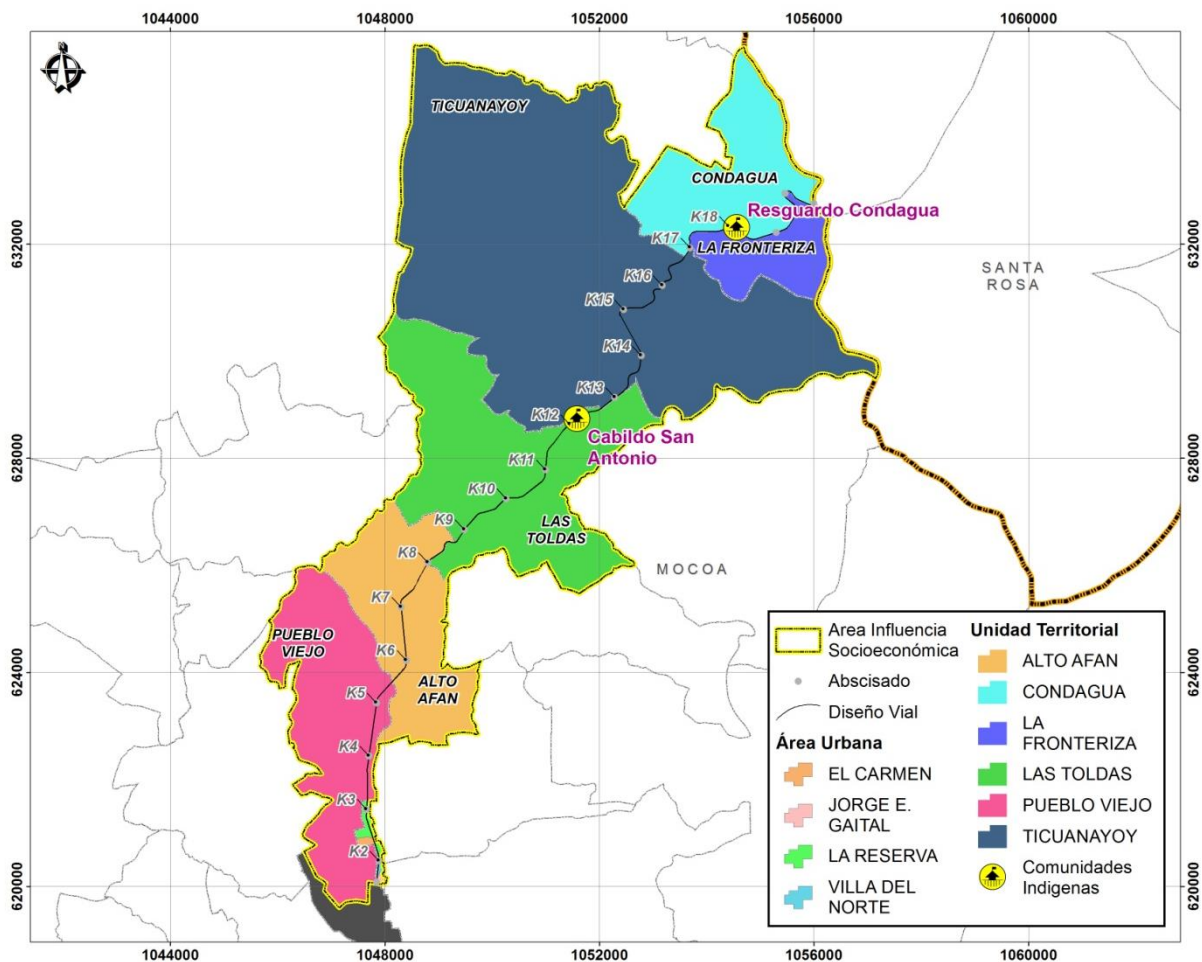 1044000
1048000
1052000
1056000
1060000
TICUANAYOY
CONDAGUA
K18
Resguardo Condagua
K17
LA FRONTERIZA
632000
632000
K16
SANTA
ROSA
K15
K14
K13
K12
Cabildo San
Antonio
628000
628000
K11
K10
K9
LAS
TOLDAS
K8
MOCOA
K7
PUEBLO
VIEJO
K6
ALTO
AFAN
624000
624000
K5
K4
K3
K2
620000
620000
Area Influencia
Socioeconómica
Abscisado
Diseño Vial
Área Urbana
EL CARMEN
JORGE E.
GAITAL
LA RESERVA
VILLA DEL
NORTE
Unidad Territorial
ALTO AFAN
CONDAGUA
LA
FRONTERIZA
LAS TOLDAS
PUEBLO VIEJO
TICUANAYOY
Comunidades
Indigenas
1044000
1048000
1052000
1056000
1060000